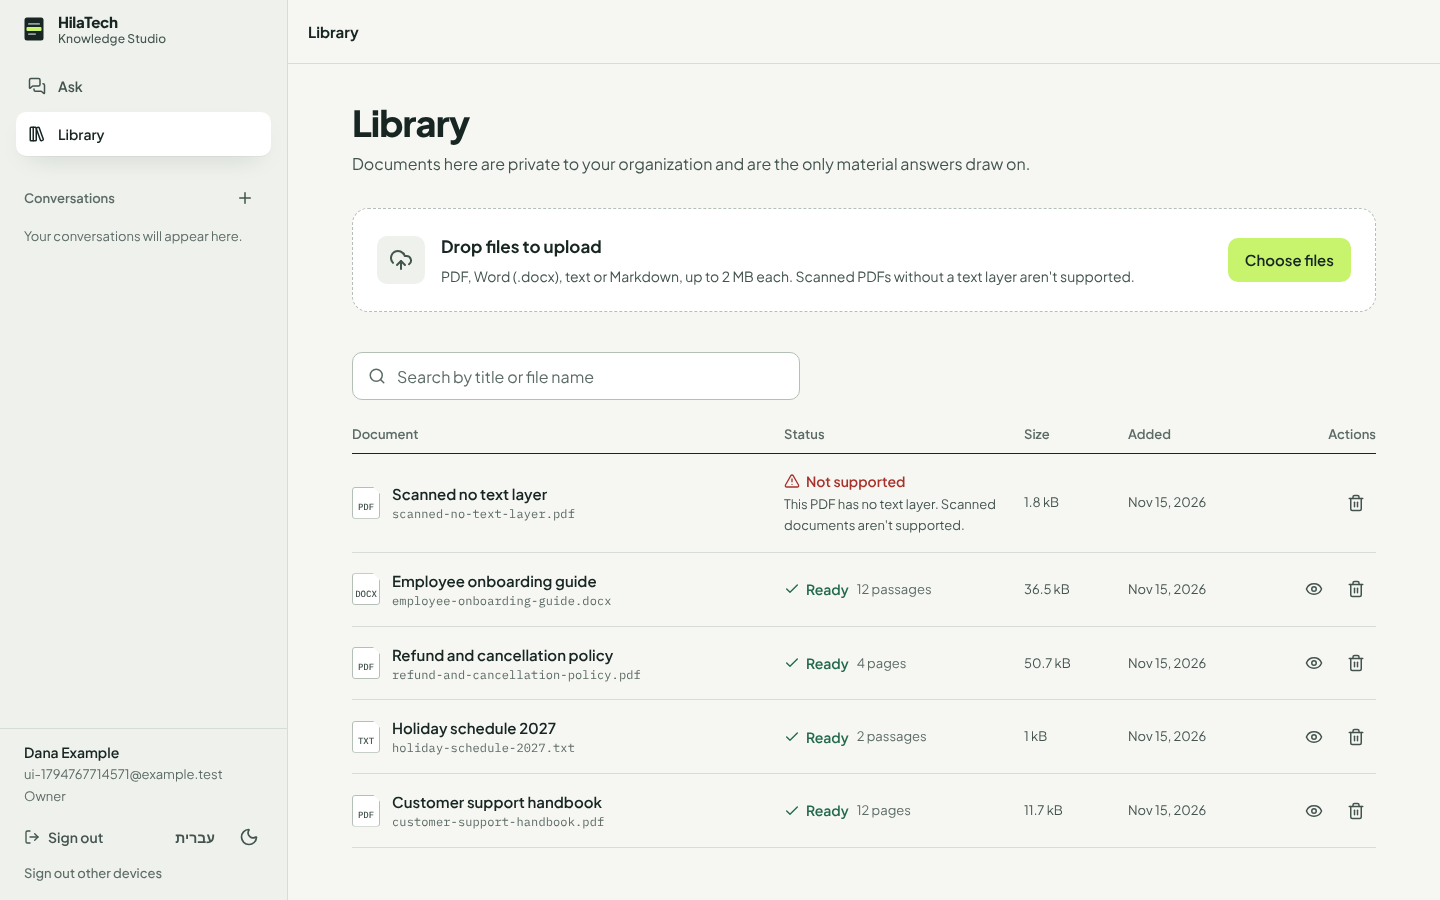 HilaTech
Knowledge Studio
Ask
Library
Conversations
Your conversations will appear here.
Dana Example
ui-1794767714571@example.test
Owner
Sign out
עברית
Sign out other devices
Library
Library
Documents here are private to your organization and are the only material answers draw on.
Drop files to upload
PDF, Word (.docx), text or Markdown, up to 2 MB each. Scanned PDFs without a text layer aren't supported.
Choose files
Search by title or file name
Document Status Size Added Actions
PDF Scanned no text layer
scanned-no-text-layer.pdf
Not supported
This PDF has no text layer. Scanned
documents aren't supported.
1.8 kB Nov 15, 2026
DOCX Employee onboarding guide
employee-onboarding-guide.docx
Ready 12 passages 36.5 kB Nov 15, 2026
PDF Refund and cancellation policy
refund-and-cancellation-policy.pdf
Ready 4 pages 50.7 kB Nov 15, 2026
TXT Holiday schedule 2027
holiday-schedule-2027.txt
Ready 2 passages 1 kB Nov 15, 2026
PDF Customer support handbook
customer-support-handbook.pdf
Ready 12 pages 11.7 kB Nov 15, 2026